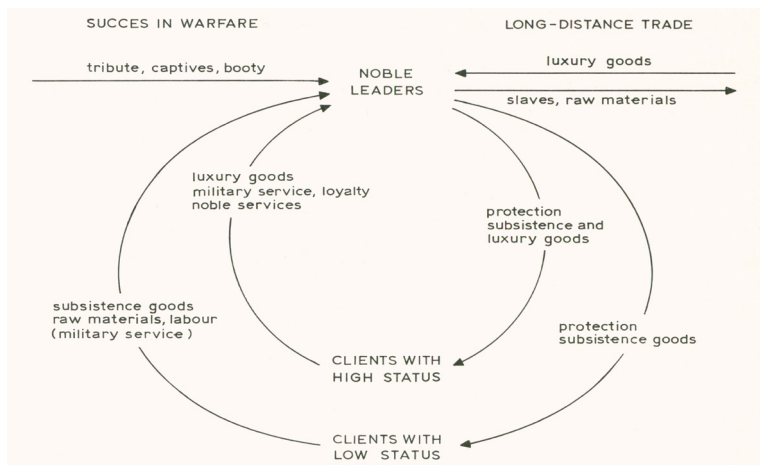 SUCCES IN WARFARE
LONG-DISTANCE TRADE
tribute, captives, booty
NOBLE
LEADERS
luxury goods
slaves, raw materials
luxury goods
military service, loyalty
noble services
protection
subsistence and
luxury goods
subsistence goods
raw materials, labour
(military service)
protection
subsistence goods
CLIENTS WITH
HIGH STATUS
CLIENTS WITH
LOW STATUS